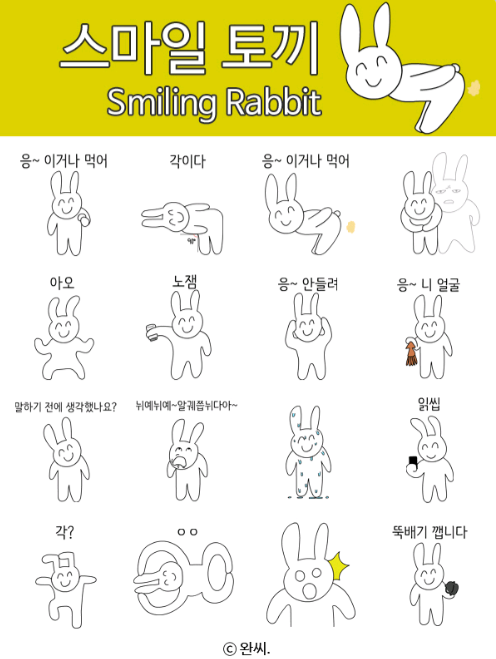 스마일 토끼
Smiling Rabbit
응~ 이거나 먹어
각이다
응~ 이거나 먹어
아오
노잼
응~ 안들려
응~ 니 얼굴
말하기 전에 생각했나요?
뉘예뉘예~알궤쯥뉘다아~
읽씹
각?
ㅇㅇ
뚝배기 깹니다
ⓒ 완씨.